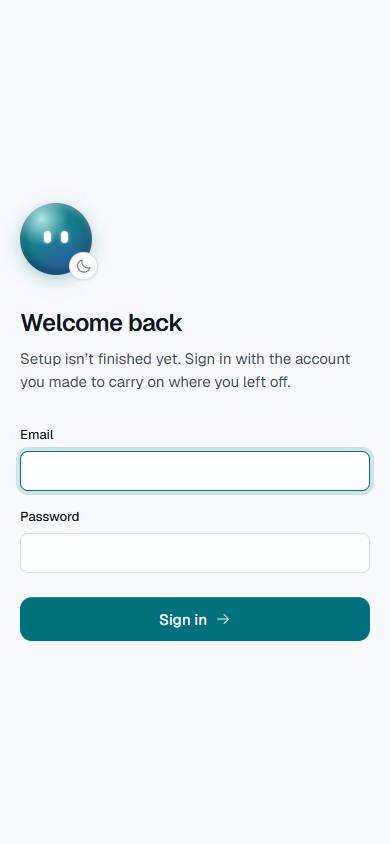 Welcome back
Setup isn’t finished yet. Sign in with the account
you made to carry on where you left off.
Email
Password
Sign in →